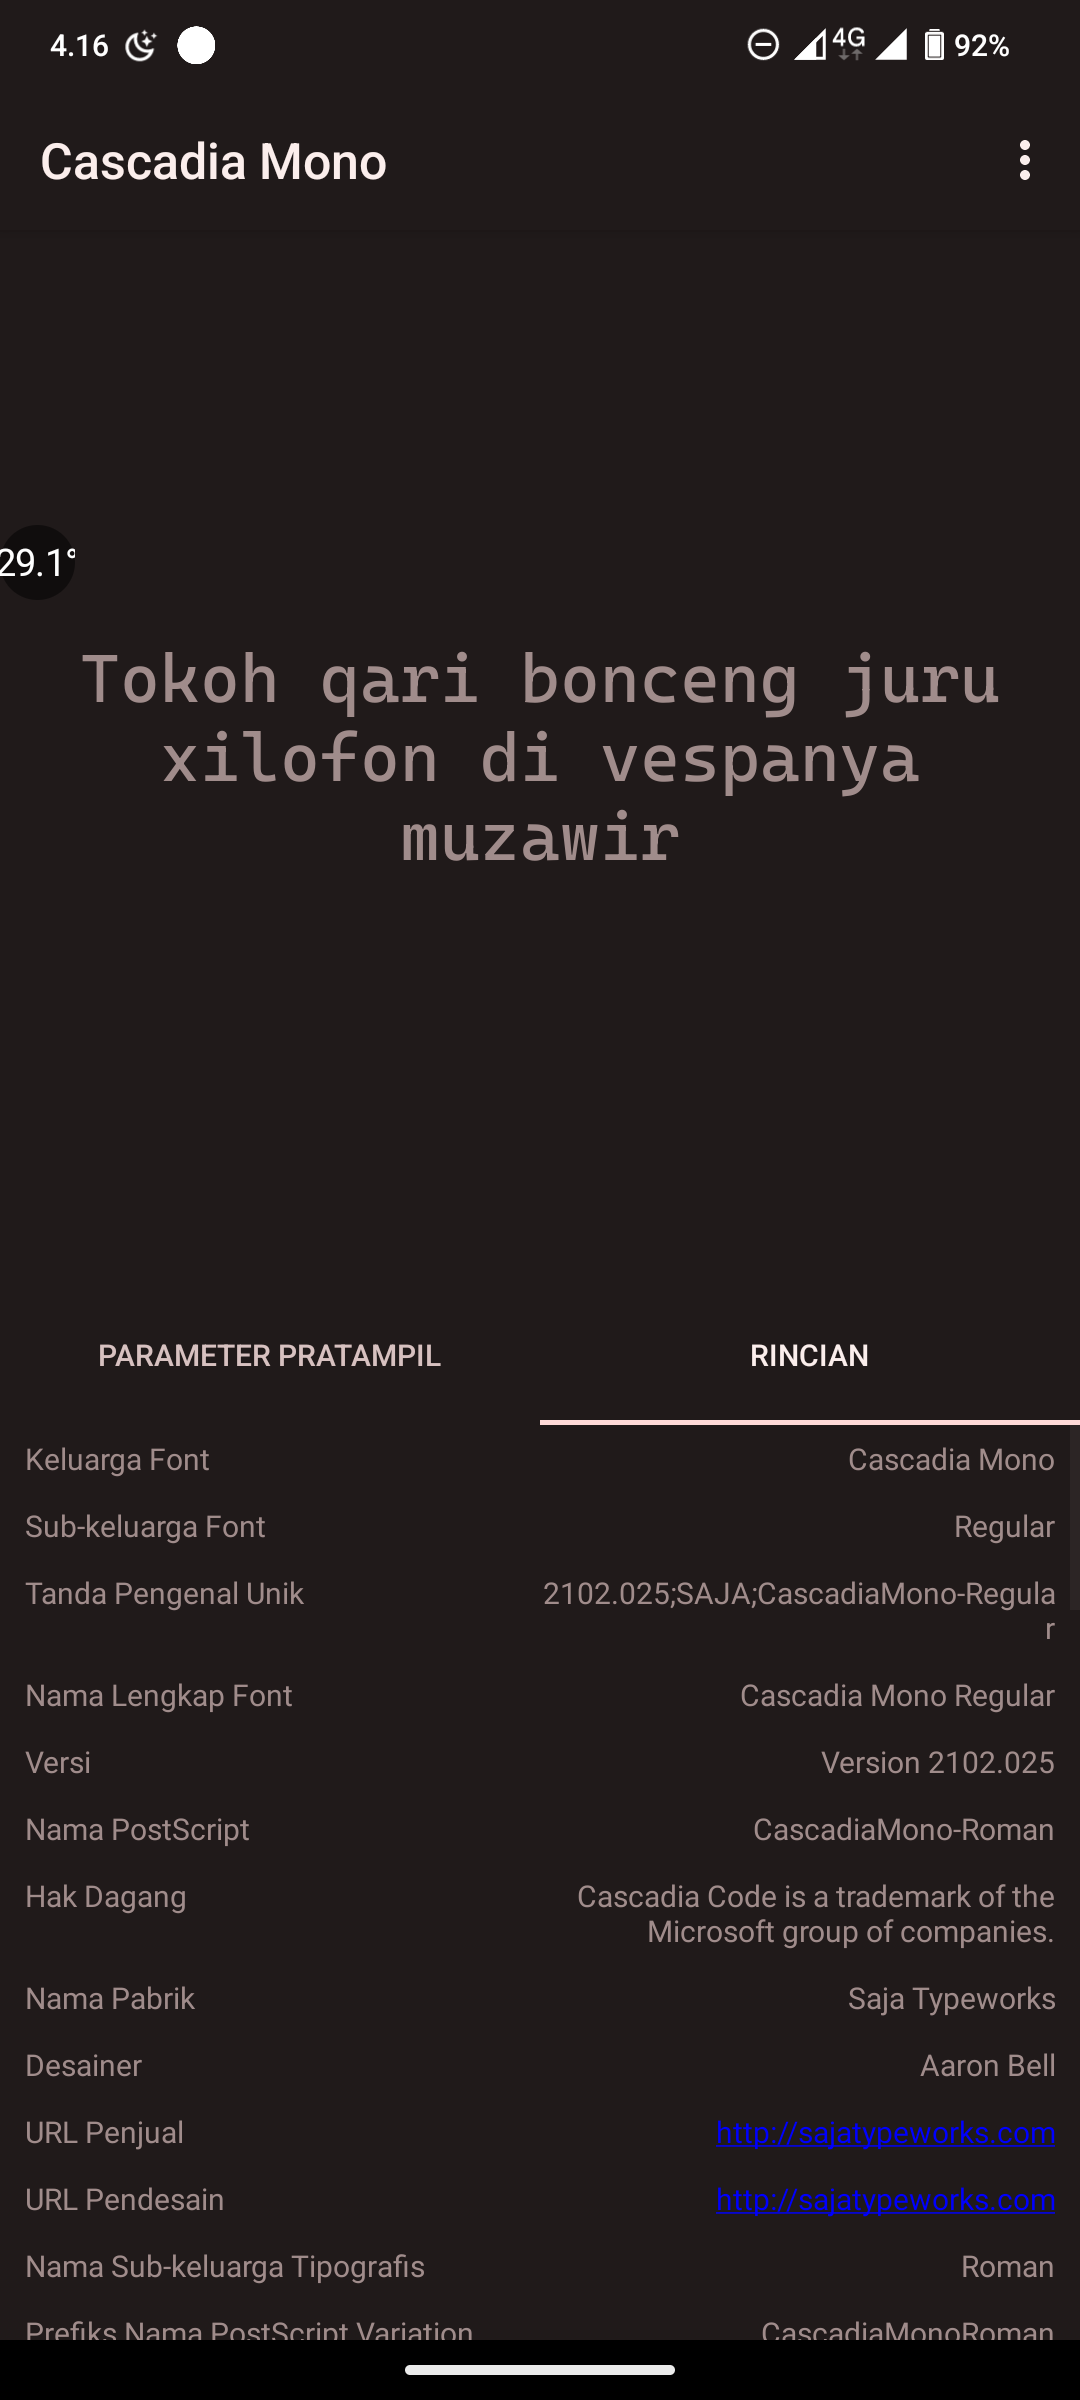 4.16 4G 92%
Cascadia Mono
29.1°
Tokoh qari bonceng juru
xilofon di vespanya
muzawir
PARAMETER PRATAMPIL RINCIAN
Keluarga Font Cascadia Mono
Sub-keluarga Font Regular
Tanda Pengenal Unik 2102.025;SAJA;CascadiaMono-Regula
r
Nama Lengkap Font Cascadia Mono Regular
Versi Version 2102.025
Nama PostScript CascadiaMono-Roman
Hak Dagang Cascadia Code is a trademark of the
Microsoft group of companies.
Nama Pabrik Saja Typeworks
Desainer Aaron Bell
URL Penjual http://sajatypeworks.com
URL Pendesain http://sajatypeworks.com
Nama Sub-keluarga Tipografis Roman
Prefiks Nama PostScript Variation CascadiaMonoRoman